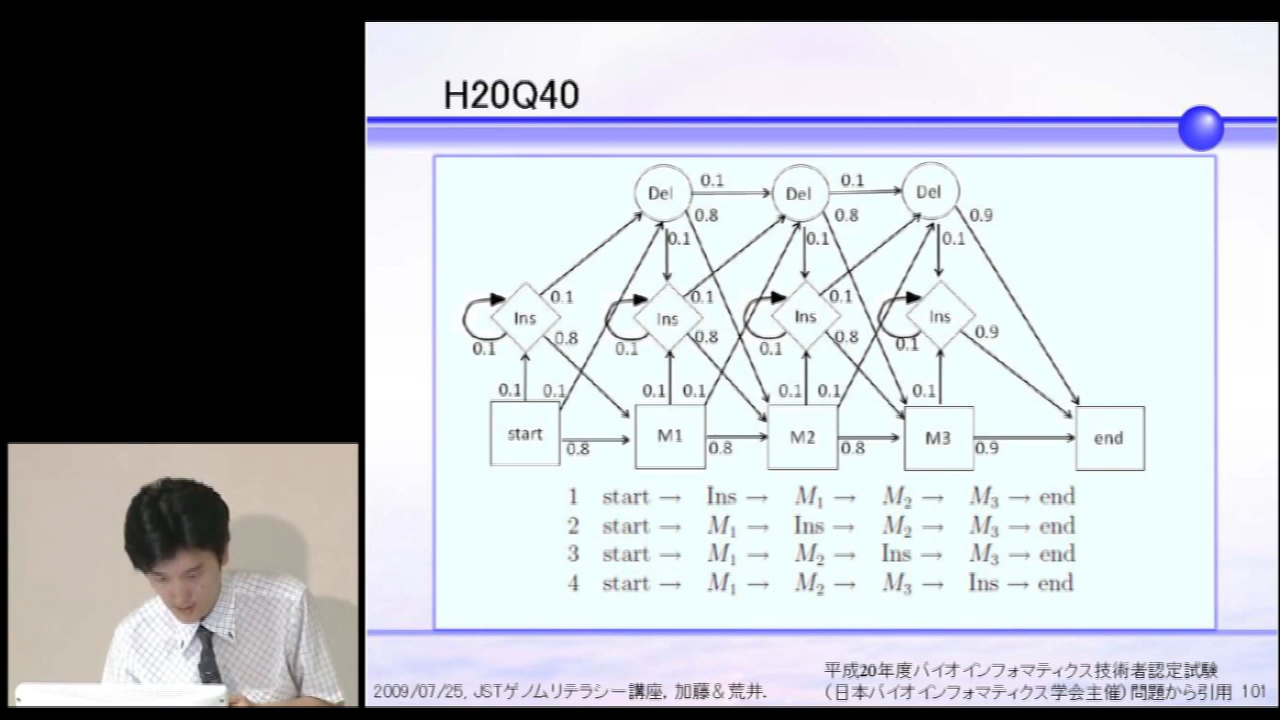 H20Q40
Del 0.1 Del 0.1 Del
0.8 0.8 0.9
0.1 0.1 0.1
0.1 0.1 0.1
Ins Ins Ins Ins
0.8 0.8 0.8 0.9
0.1 0.1 0.1 0.1
0.1 0.1 0.1 0.1 0.1 0.1 0.1
start M1 M2 M3 end
0.8 0.8 0.8 0.9
1 start → Ins → M₁ → M₂ → M₃ → end
2 start → M₁ → Ins → M₂ → M₃ → end
3 start → M₁ → M₂ → Ins → M₃ → end
4 start → M₁ → M₂ → M₃ → Ins → end
平成20年度バイオインフォマティクス技術者認定試験
2009/07/25, JSTゲノムリテラシー講座, 加藤&荒井.
(日本バイオインフォマティクス学会主催)問題から引用 101